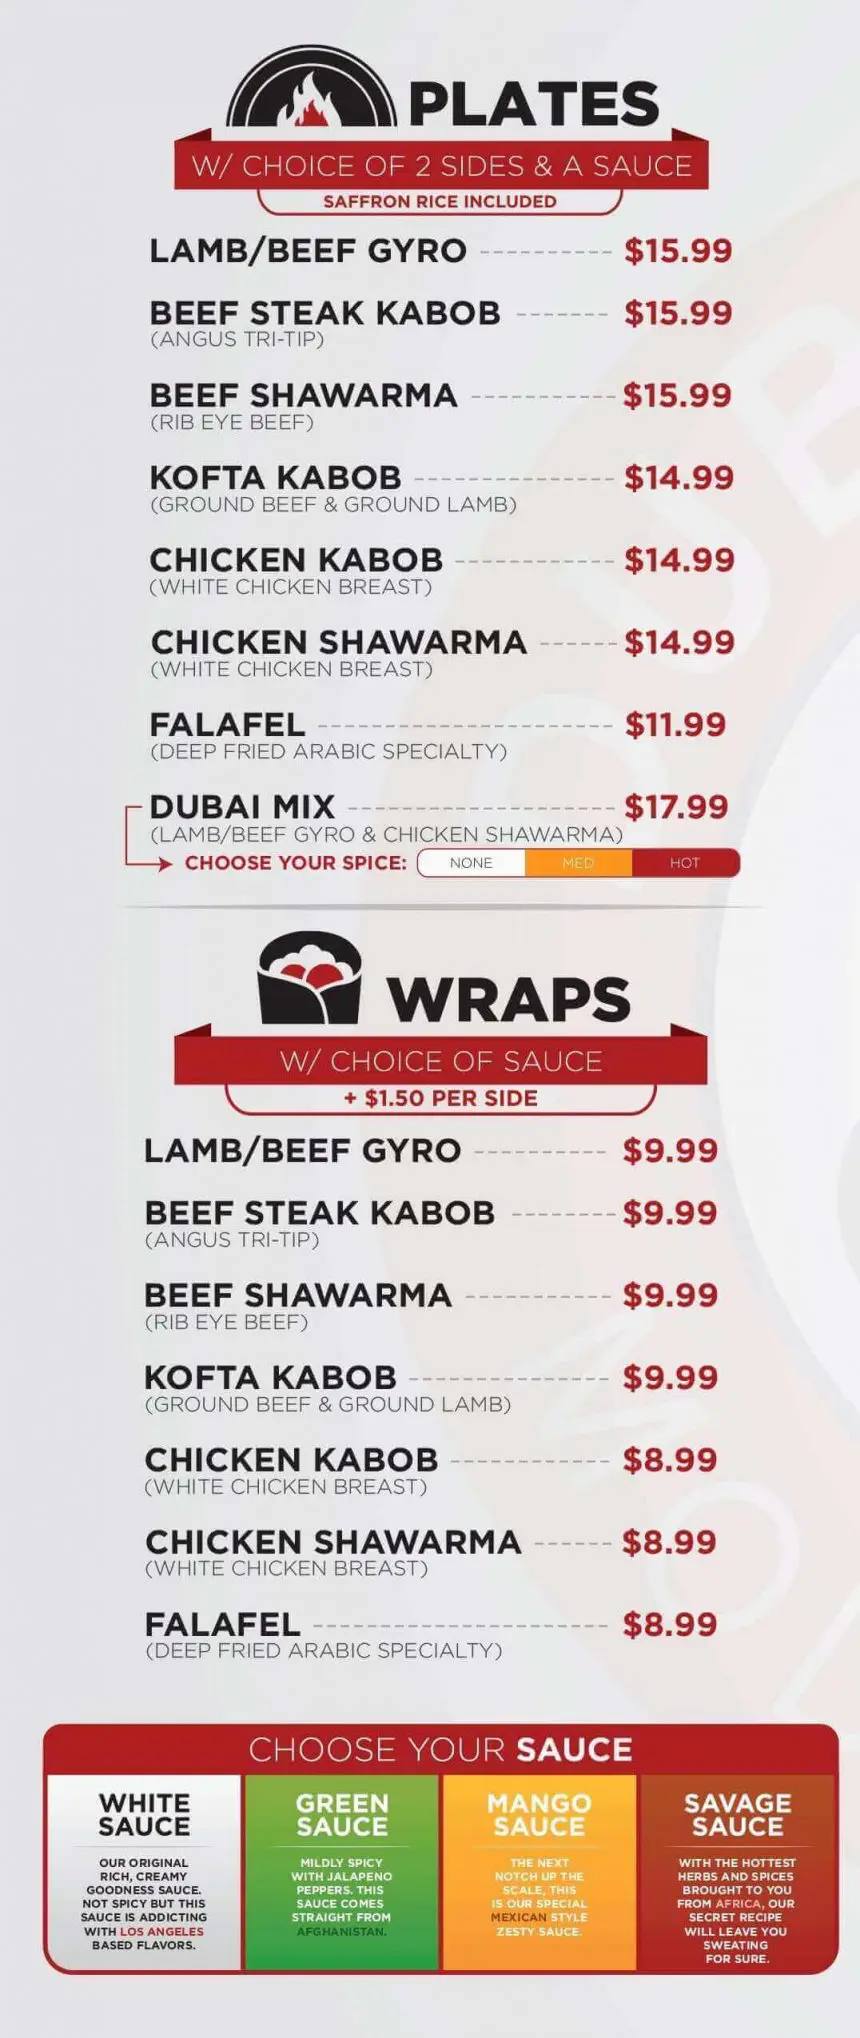 PLATES
W/ CHOICE OF 2 SIDES & A SAUCE
SAFFRON RICE INCLUDED
LAMB/BEEF GYRO $15.99
BEEF STEAK KABOB $15.99
(ANGUS TRI-TIP)
BEEF SHAWARMA $15.99
(RIB EYE BEEF)
KOFTA KABOB $14.99
(GROUND BEEF & GROUND LAMB)
CHICKEN KABOB $14.99
(WHITE CHICKEN BREAST)
CHICKEN SHAWARMA $14.99
(WHITE CHICKEN BREAST)
FALAFEL $11.99
(DEEP FRIED ARABIC SPECIALTY)
DUBAI MIX $17.99
(LAMB/BEEF GYRO & CHICKEN SHAWARMA)
CHOOSE YOUR SPICE: NONE MED HOT
WRAPS
W/ CHOICE OF SAUCE
+ $1.50 PER SIDE
LAMB/BEEF GYRO $9.99
BEEF STEAK KABOB $9.99
(ANGUS TRI-TIP)
BEEF SHAWARMA $9.99
(RIB EYE BEEF)
KOFTA KABOB $9.99
(GROUND BEEF & GROUND LAMB)
CHICKEN KABOB $8.99
(WHITE CHICKEN BREAST)
CHICKEN SHAWARMA $8.99
(WHITE CHICKEN BREAST)
FALAFEL $8.99
(DEEP FRIED ARABIC SPECIALTY)
CHOOSE YOUR SAUCE
WHITE
SAUCE
OUR ORIGINAL
RICH, CREAMY
GOODNESS SAUCE.
NOT SPICY BUT THIS
SAUCE IS ADDICTING
WITH LOS ANGELES
BASED FLAVORS.
GREEN
SAUCE
MILDLY SPICY
WITH JALAPENO
PEPPERS. THIS
SAUCE COMES
STRAIGHT FROM
AFGHANISTAN.
MANGO
SAUCE
THE NEXT
NOTCH UP THE
SCALE, THIS
IS OUR SPECIAL
MEXICAN STYLE
ZESTY SAUCE.
SAVAGE
SAUCE
WITH THE HOTTEST
HERBS AND SPICES
BROUGHT TO YOU
FROM AFRICA, OUR
SECRET RECIPE
WILL LEAVE YOU
SWEATING
FOR SURE.